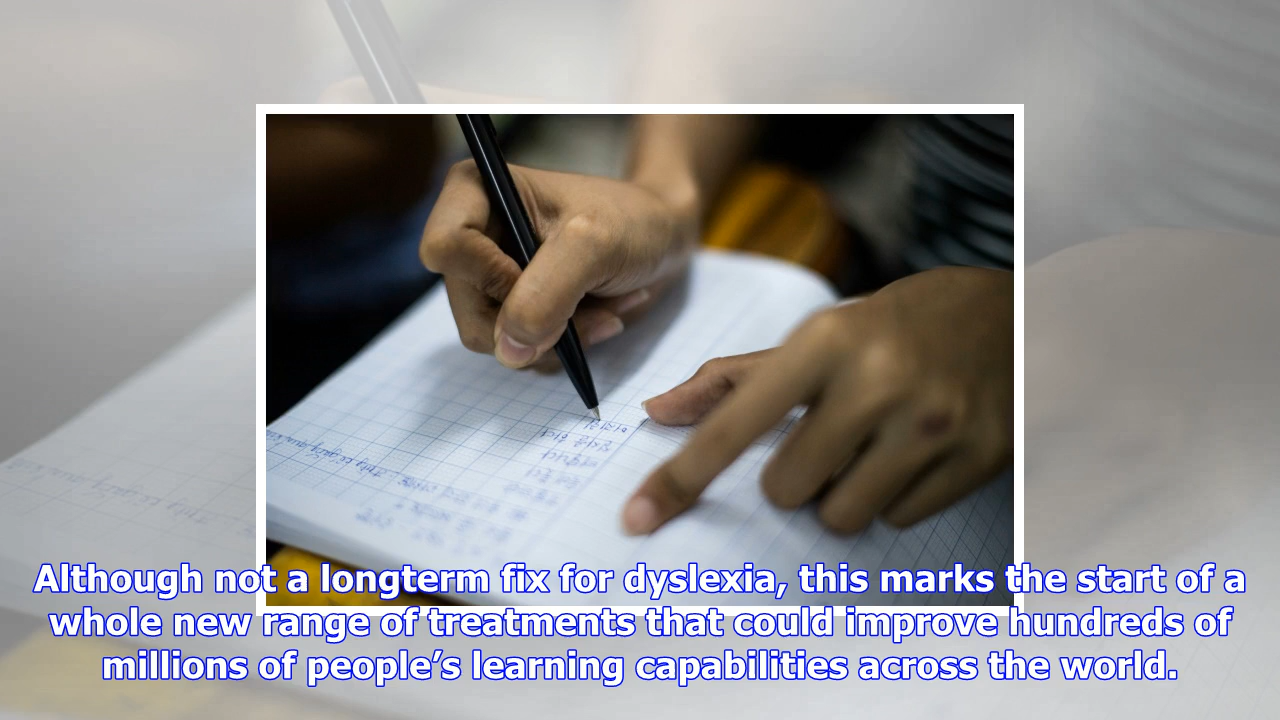 Although not a longterm fix for dyslexia, this marks the start of a
whole new range of treatments that could improve hundreds of
millions of people’s learning capabilities across the world.